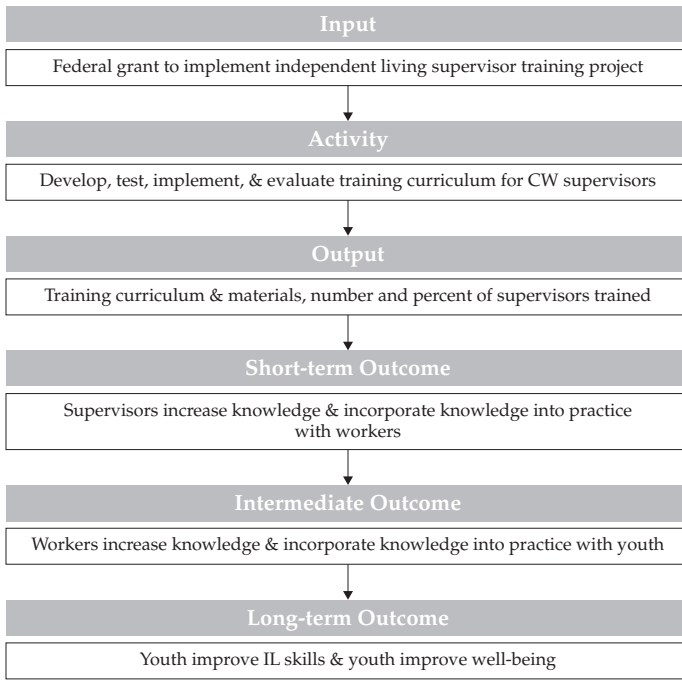 Input
Federal grant to implement independent living supervisor training project
Activity
Develop, test, implement, & evaluate training curriculum for CW supervisors
Output
Training curriculum & materials, number and percent of supervisors trained
Short-term Outcome
Supervisors increase knowledge & incorporate knowledge into practice
with workers
Intermediate Outcome
Workers increase knowledge & incorporate knowledge into practice with youth
Long-term Outcome
Youth improve IL skills & youth improve well-being